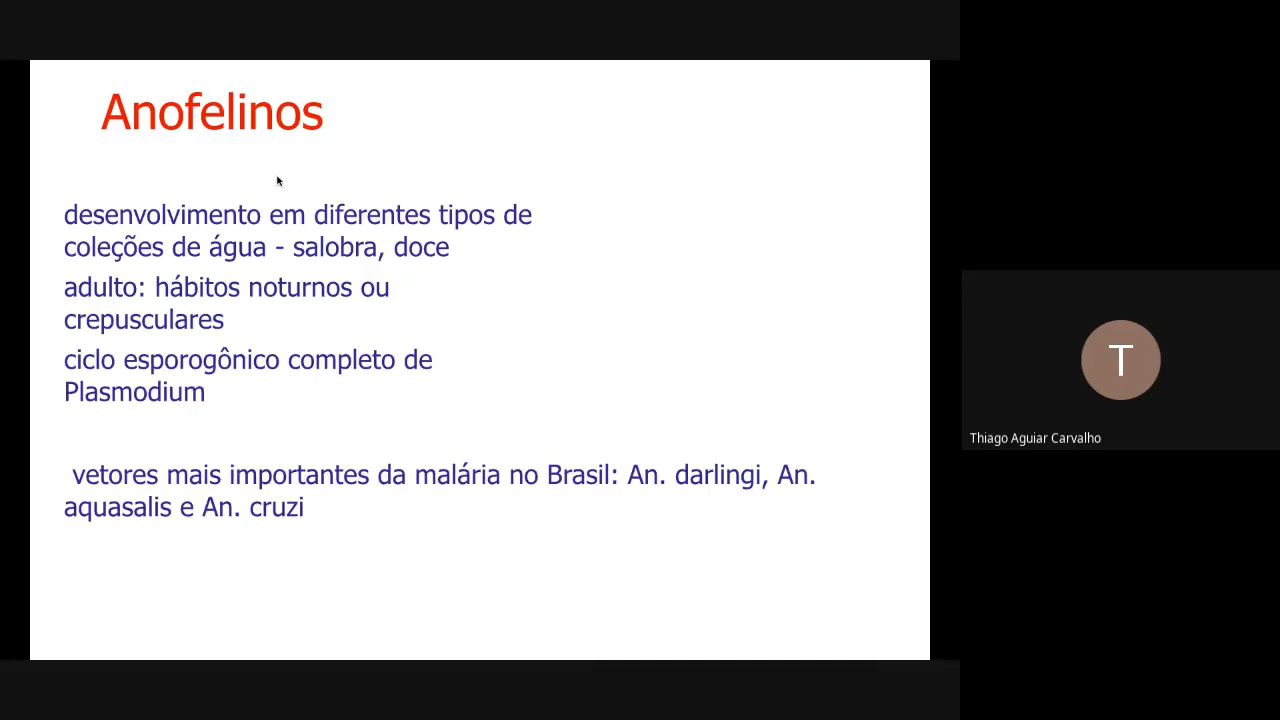 Anofelinos
desenvolvimento em diferentes tipos de
coleções de água - salobra, doce
adulto: hábitos noturnos ou
crepusculares
ciclo esporogônico completo de
Plasmodium
vetores mais importantes da malária no Brasil: An. darlingi, An.
aquasalis e An. cruzi
T
Thiago Aguiar Carvalho